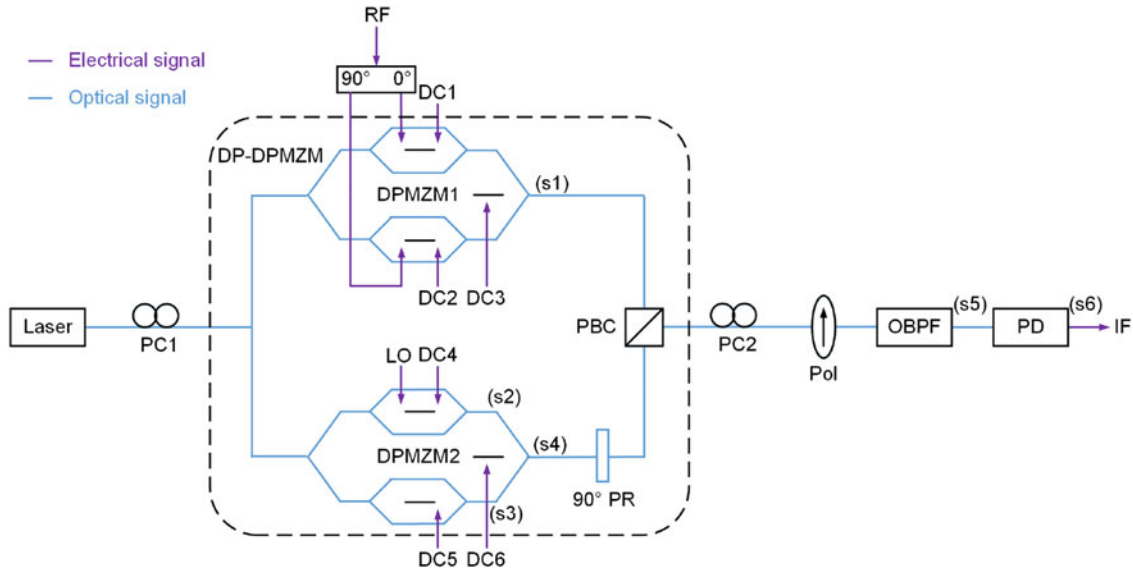 RF
Electrical signal
90° 0°
DC1
Optical signal
DP-DPMZM
(s1)
DPMZM1
DC2 DC3
Laser
PC1
PBC
PC2
Pol
OBPF
(s5)
PD
(s6)
IF
LO DC4
(s2)
DPMZM2
(s4)
90° PR
(s3)
DC5 DC6